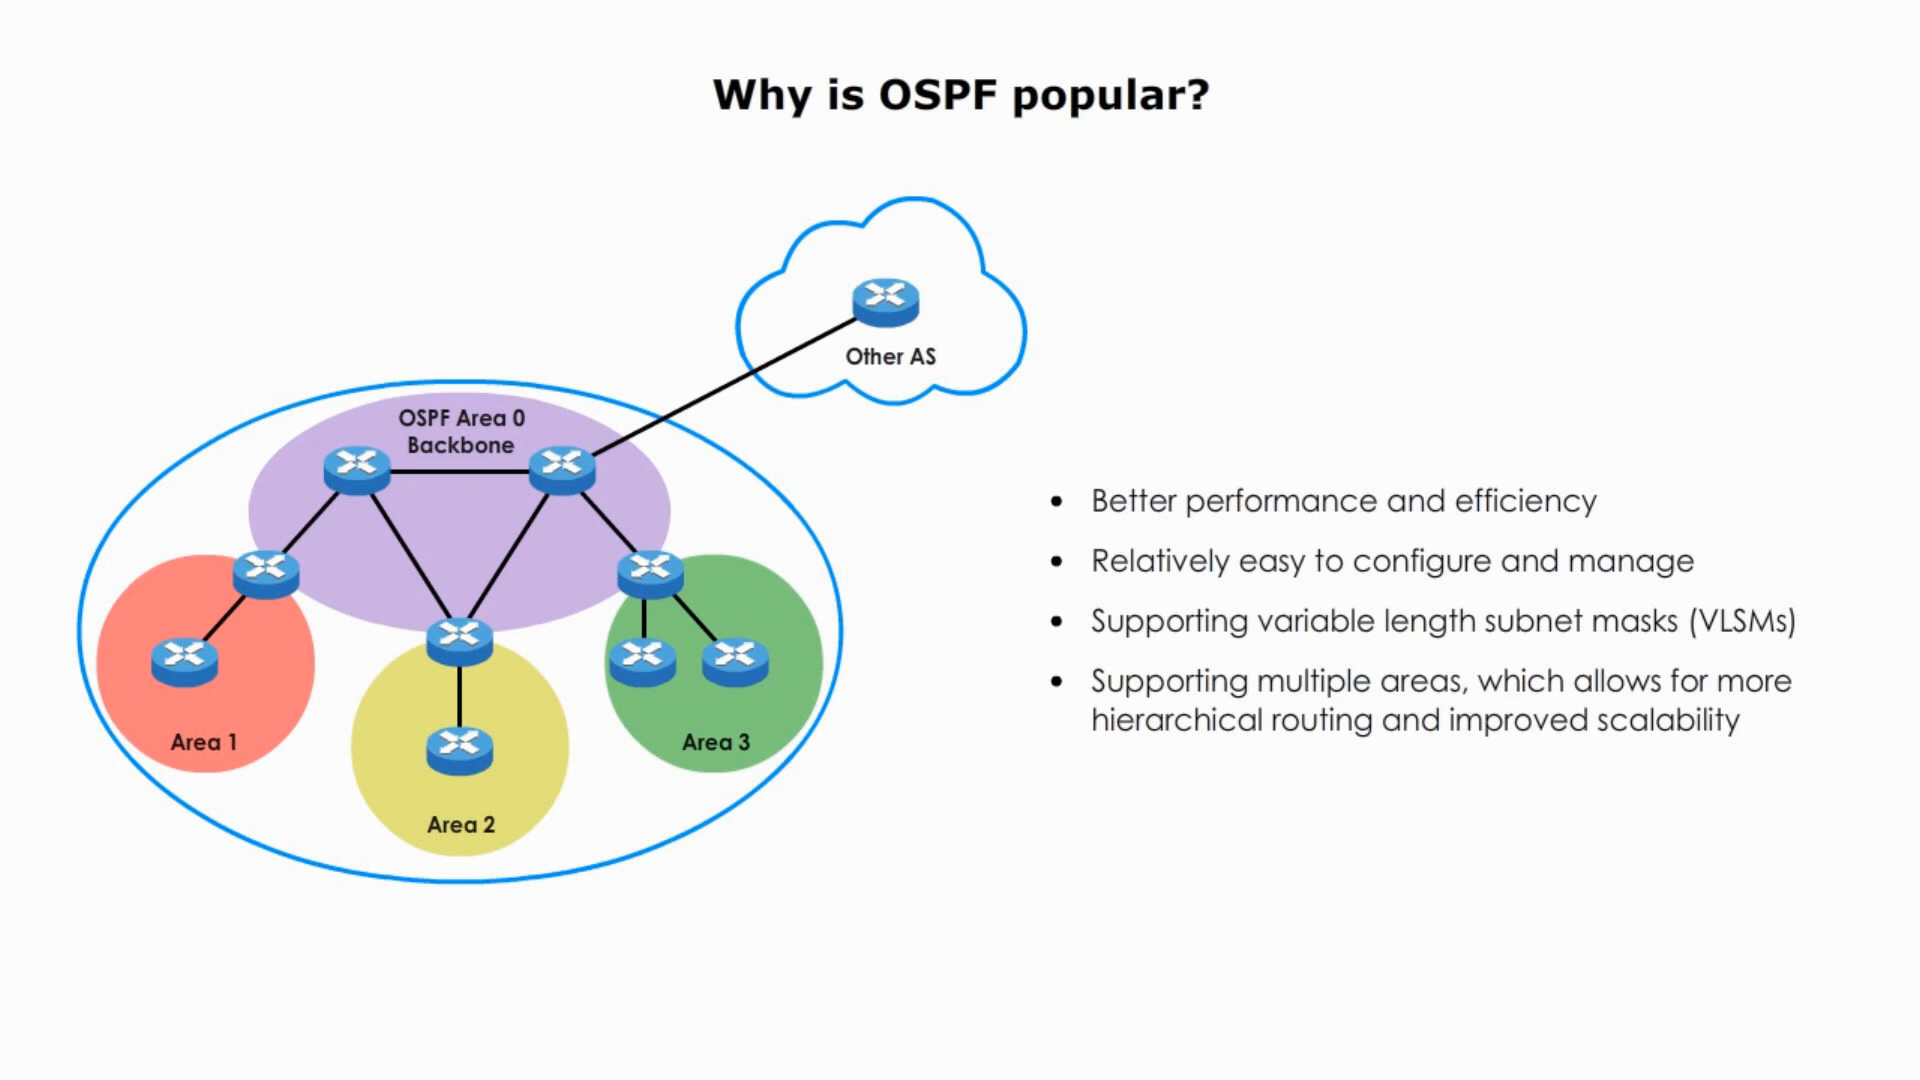 Why is OSPF popular?
Other AS
OSPF Area 0
Backbone
Area 1
Area 2
Area 3
• Better performance and efficiency
• Relatively easy to configure and manage
• Supporting variable length subnet masks (VLSMs)
• Supporting multiple areas, which allows for more
hierarchical routing and improved scalability